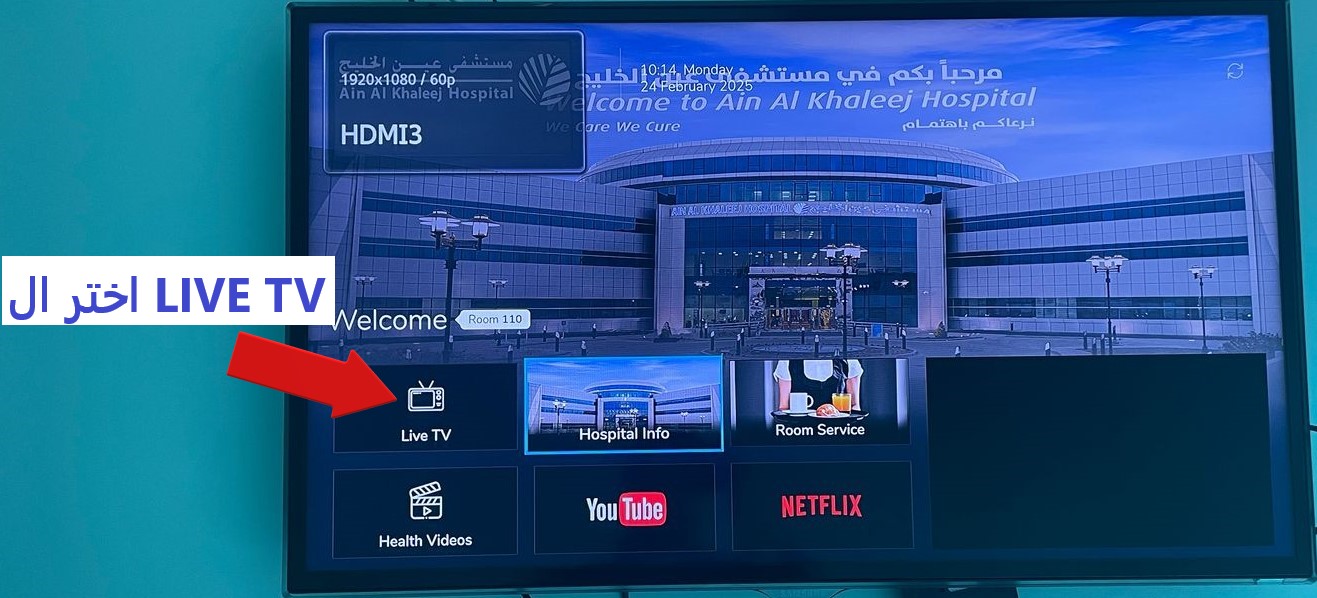 مستشفى عين الخليج
1920x1080 / 60p
Ain Al Khaleej Hospital
HDMI3
10:14, Monday
24 February 2025
مرحباً بكم في مستشفى عين الخليج
Welcome to Ain Al Khaleej Hospital
We Care We Cure
نرعاكم باهتمام
AIN AL KHALEEJ HOSPITAL
اختر ال LIVE TV
Welcome
Room 110
Live TV
Hospital Info
Room Service
Health Videos
YouTube
NETFLIX